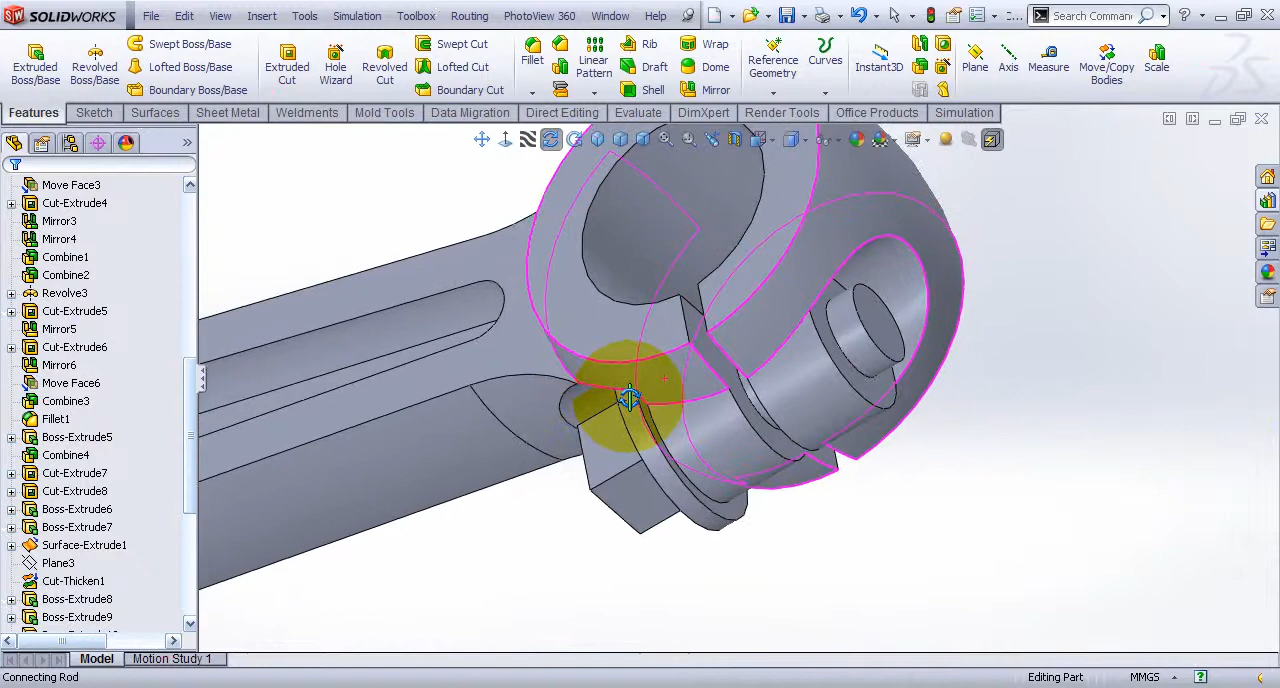 SOLIDWORKS File Edit View Insert Tools Simulation Toolbox Routing PhotoView 360 Window Help ... Search Comman
Extruded Boss/Base
Revolved Boss/Base
Swept Boss/Base
Lofted Boss/Base
Boundary Boss/Base
Extruded Cut
Hole Wizard
Revolved Cut
Swept Cut
Lofted Cut
Boundary Cut
Fillet
Linear Pattern
Rib
Draft
Shell
Wrap
Dome
Mirror
Reference Geometry
Curves
Instant3D
Plane
Axis
Measure
Move/Copy Bodies
Scale
Features Sketch Surfaces Sheet Metal Weldments Mold Tools Data Migration Direct Editing Evaluate DimXpert Render Tools Office Products Simulation
Move Face3
Cut-Extrude4
Mirror3
Mirror4
Combine1
Combine2
Revolve3
Cut-Extrude5
Mirror5
Cut-Extrude6
Mirror6
Move Face6
Combine3
Fillet1
Boss-Extrude5
Combine4
Cut-Extrude7
Cut-Extrude8
Boss-Extrude6
Boss-Extrude7
Surface-Extrude1
Plane3
Cut-Thicken1
Boss-Extrude8
Boss-Extrude9
Model Motion Study 1
Connecting Rod Editing Part MMGS